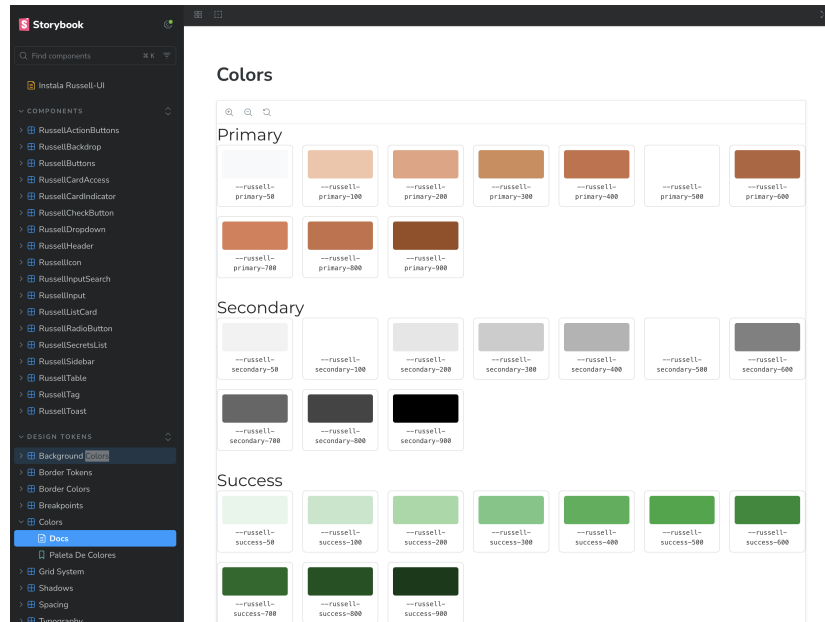 Storybook
Find components
⌘ K
Instala Russell-UI
COMPONENTS
RussellActionButtons
RussellBackdrop
RussellButtons
RussellCardAccess
RussellCardIndicator
RussellCheckButton
RussellDropdown
RussellHeader
RussellIcon
RussellInputSearch
RussellInput
RussellListCard
RussellRadioButton
RussellSecretsList
RussellSidebar
RussellTable
RussellTag
RussellToast
DESIGN TOKENS
Background Colors
Border Tokens
Border Colors
Breakpoints
Colors
Docs
Paleta De Colores
Grid System
Shadows
Spacing
Typography
Colors
Primary
--russell-
primary-50
--russell-
primary-100
--russell-
primary-200
--russell-
primary-300
--russell-
primary-400
--russell-
primary-500
--russell-
primary-600
--russell-
primary-700
--russell-
primary-800
--russell-
primary-900
Secondary
--russell-
secondary-50
--russell-
secondary-100
--russell-
secondary-200
--russell-
secondary-300
--russell-
secondary-400
--russell-
secondary-500
--russell-
secondary-600
--russell-
secondary-700
--russell-
secondary-800
--russell-
secondary-900
Success
--russell-
success-50
--russell-
success-100
--russell-
success-200
--russell-
success-300
--russell-
success-400
--russell-
success-500
--russell-
success-600
--russell-
success-700
--russell-
success-800
--russell-
success-900